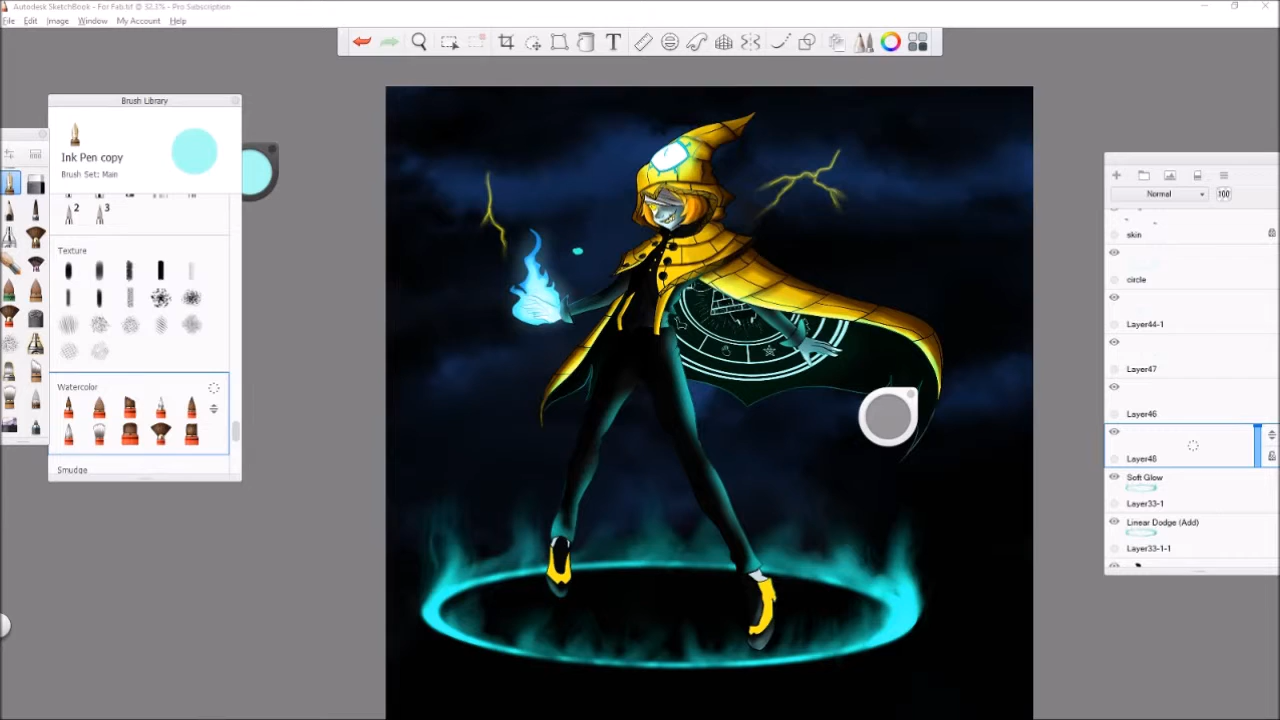 Autodesk SketchBook - For Fab.tif @ 52.3% - Pro Subscription
File Edit Image Window My Account Help
T
Brush Library
Ink Pen copy
Brush Set: Main
2 3
Texture
Watercolor
Smudge
Normal 100
skin
circle
Layer44-1
Layer47
Layer46
Layer48
Soft Glow
Layer33-1
Linear Dodge (Add)
Layer33-1-1